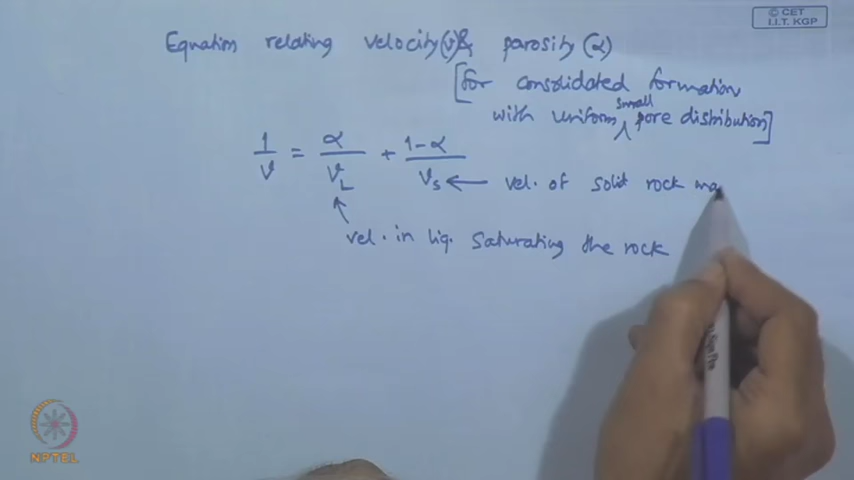 © CET
I.I.T. KGP
Equation relating velocity (v) & porosity (α)
[for consolidated formation
with uniform small pore distribution]
1/v = α/v_L + (1-α)/v_s ← vel. of solid rock
vel. in liq. saturating the rock
NPTEL